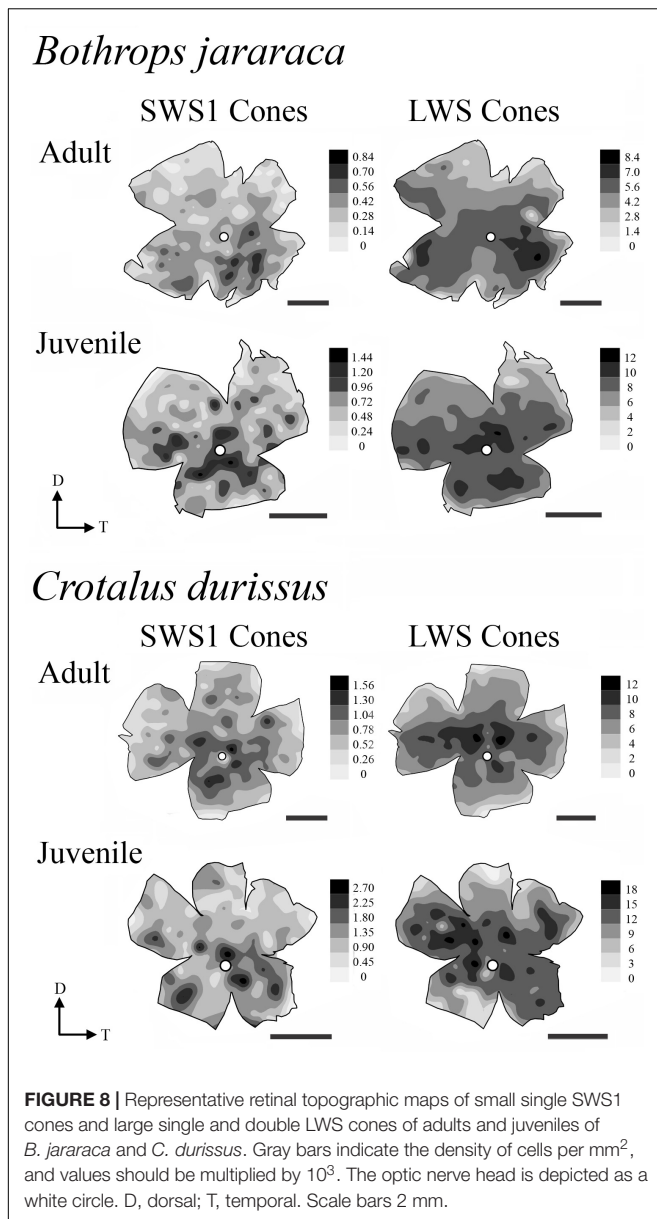 Bothrops jararaca
SWS1 Cones
LWS Cones
Adult
0.84
0.70
0.56
0.42
0.28
0.14
0
8.4
7.0
5.6
4.2
2.8
1.4
0
Juvenile
1.44
1.20
0.96
0.72
0.48
0.24
0
12
10
8
6
4
2
0
D
T
Crotalus durissus
SWS1 Cones
LWS Cones
Adult
1.56
1.30
1.04
0.78
0.52
0.26
0
12
10
8
6
4
2
0
Juvenile
2.70
2.25
1.80
1.35
0.90
0.45
0
18
15
12
9
6
3
0
D
T
FIGURE 8 | Representative retinal topographic maps of small single SWS1
cones and large single and double LWS cones of adults and juveniles of
B. jararaca and C. durissus. Gray bars indicate the density of cells per mm², 
and values should be multiplied by 10³. The optic nerve head is depicted as a
white circle. D, dorsal; T, temporal. Scale bars 2 mm.